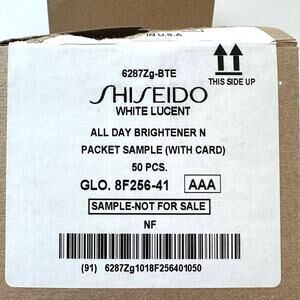 IN U.S.A
6287Zg-BTE
THIS SIDE UP
SHISEIDO
WHITE LUCENT
ALL DAY BRIGHTENER N
PACKET SAMPLE (WITH CARD)
50 PCS.
GLO. 8F256-41 AAA
SAMPLE-NOT FOR SALE
NF
(91) 6287Zg1018F256401050